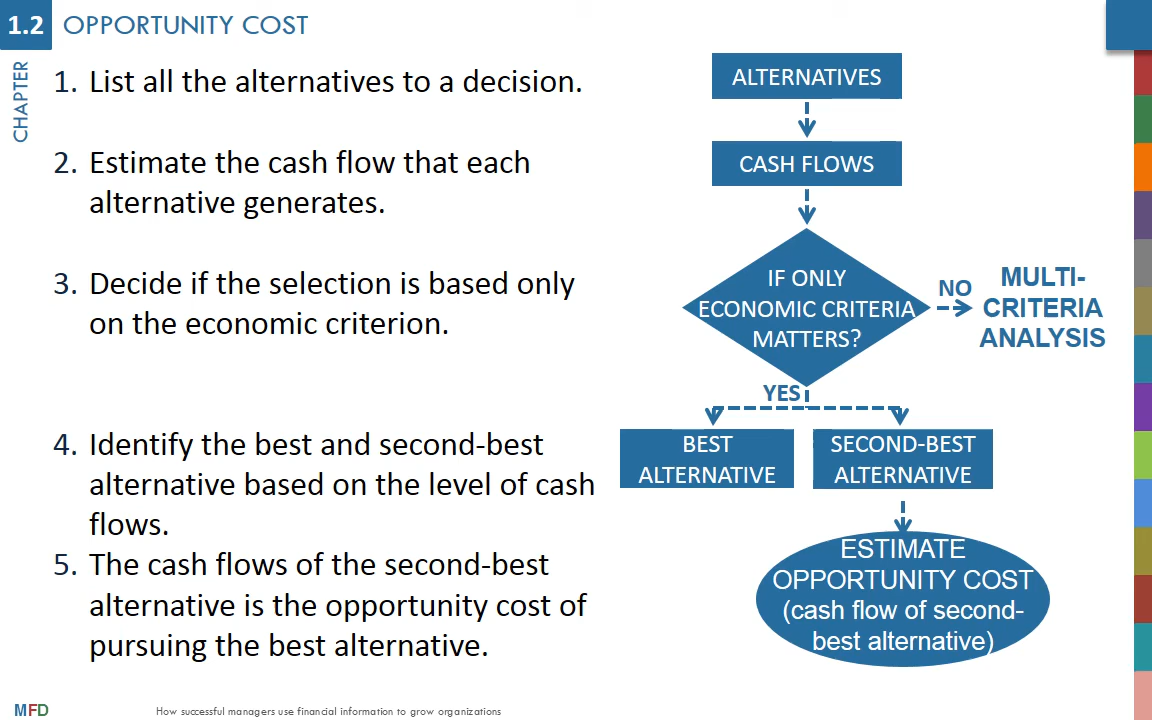 1.2 OPPORTUNITY COST
CHAPTER
1. List all the alternatives to a decision.
2. Estimate the cash flow that each
alternative generates.
3. Decide if the selection is based only
on the economic criterion.
4. Identify the best and second-best
alternative based on the level of cash
flows.
5. The cash flows of the second-best
alternative is the opportunity cost of
pursuing the best alternative.
ALTERNATIVES
CASH FLOWS
IF ONLY
ECONOMIC CRITERIA
MATTERS?
NO
MULTI-
CRITERIA
ANALYSIS
YES
BEST
ALTERNATIVE
SECOND-BEST
ALTERNATIVE
ESTIMATE
OPPORTUNITY COST
(cash flow of second-
best alternative)
MFD
How successful managers use financial information to grow organizations